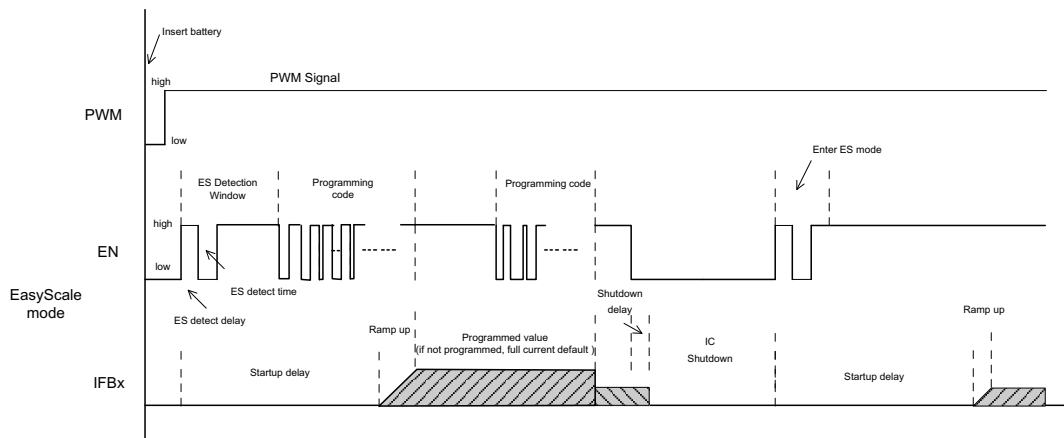 Insert battery
high
PWM Signal
PWM
low
Enter ES mode
ES Detection
Window
Programming
code
Programming code
high
EN
low
ES detect time
EasyScale
mode
ES detect delay
Shutdown
delay
Ramp up
Programmed value
(if not programmed, full current default )
IC
Shutdown
Ramp up
Startup delay
Startup delay
IFBx